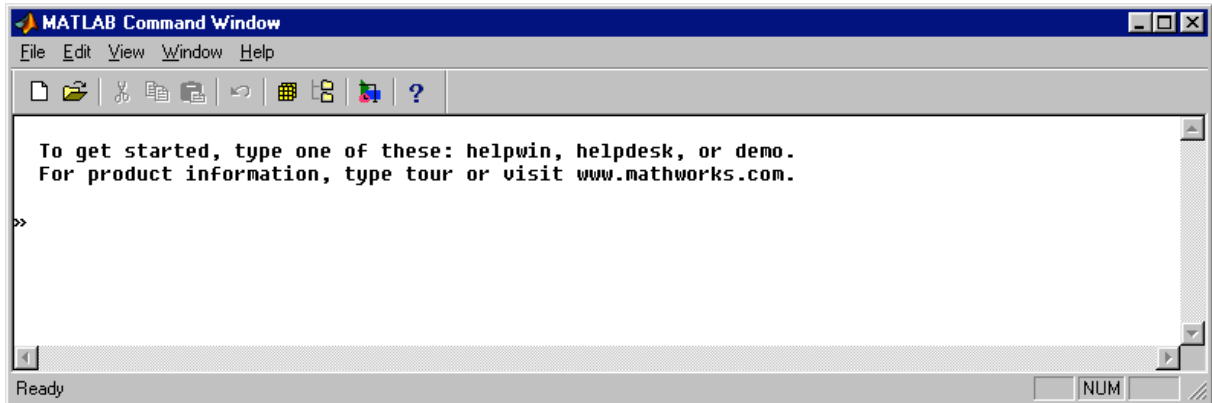 MATLAB Command Window
File Edit View Window Help
?
To get started, type one of these: helpwin, helpdesk, or demo.
For product information, type tour or visit www.mathworks.com.
»
Ready NUM